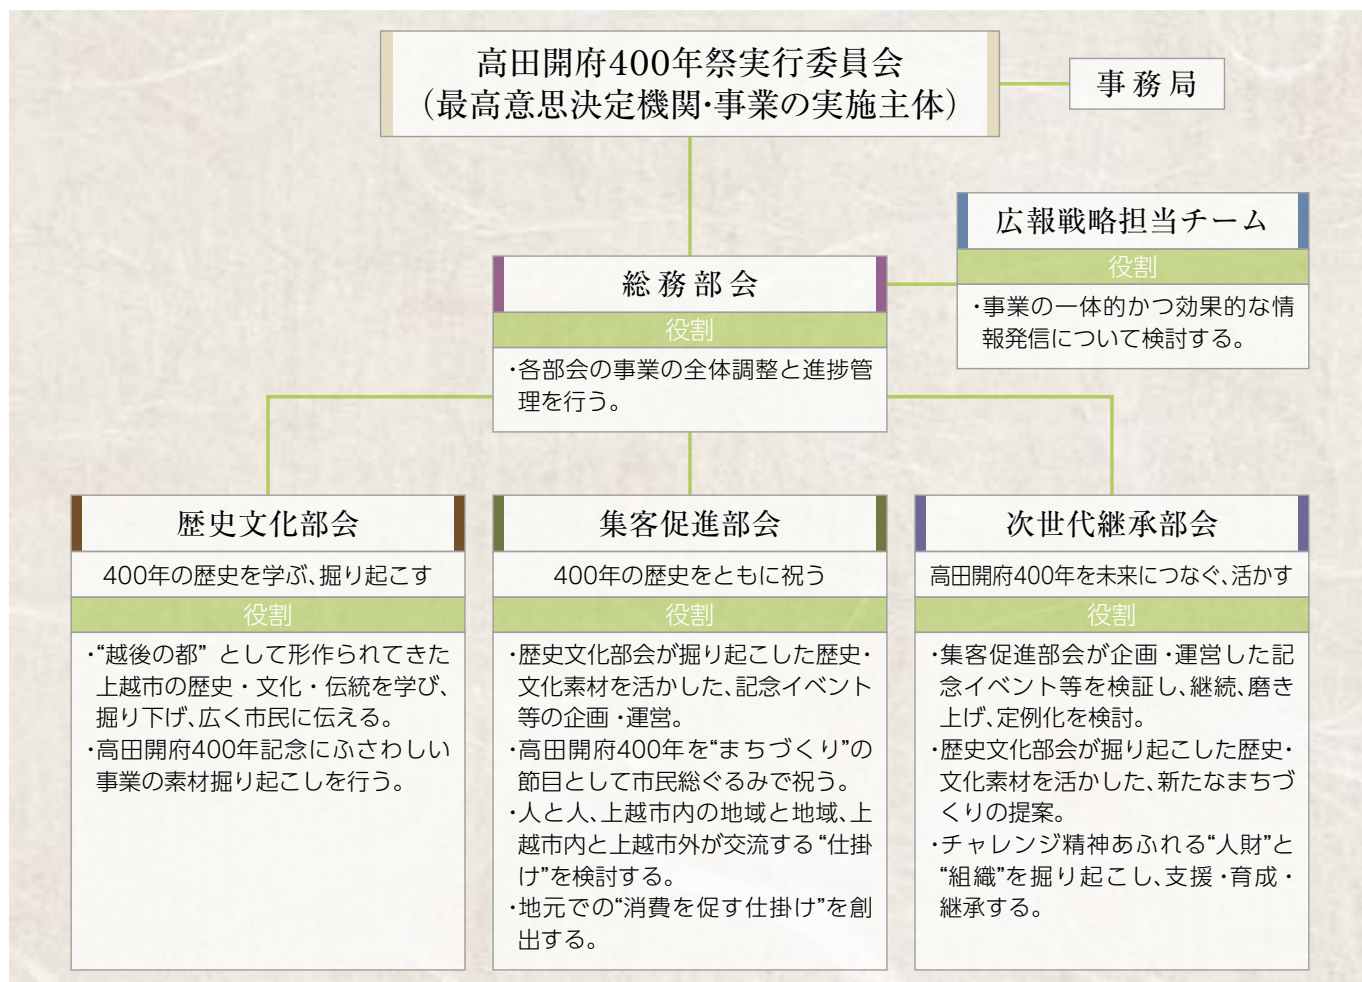 高田開府400年祭実行委員会
（最高意思決定機関・事業の実施主体）
事務局
広報戦略担当チーム
役割
・事業の一体的かつ効果的な情
報発信について検討する。
総務部会
役割
・各部会の事業の全体調整と進捗管
理を行う。
歴史文化部会
400年の歴史を学ぶ、掘り起こす
役割
・“越後の都”として形作られてきた
上越市の歴史・文化・伝統を学び、
掘り下げ、広く市民に伝える。
・高田開府400年記念にふさわしい
事業の素材掘り起こしを行う。
集客促進部会
400年の歴史をともに祝う
役割
・歴史文化部会が掘り起こした歴史・
文化素材を活かした、記念イベント
等の企画・運営。
・高田開府400年を“まちづくり”の
節目として市民総ぐるみで祝う。
・人と人、上越市内の地域と地域、上
越市内と上越市外が交流する“仕掛
け”を検討する。
・地元での“消費を促す仕掛け”を創
出する。
次世代継承部会
高田開府400年を未来につなぐ、活かす
役割
・集客促進部会が企画・運営した記
念イベント等を検証し、継続、磨き
上げ、定例化を検討。
・歴史文化部会が掘り起こした歴史・
文化素材を活かした、新たなまちづ
くりの提案。
・チャレンジ精神あふれる“人財”と
“組織”を掘り起こし、支援・育成・
継承する。